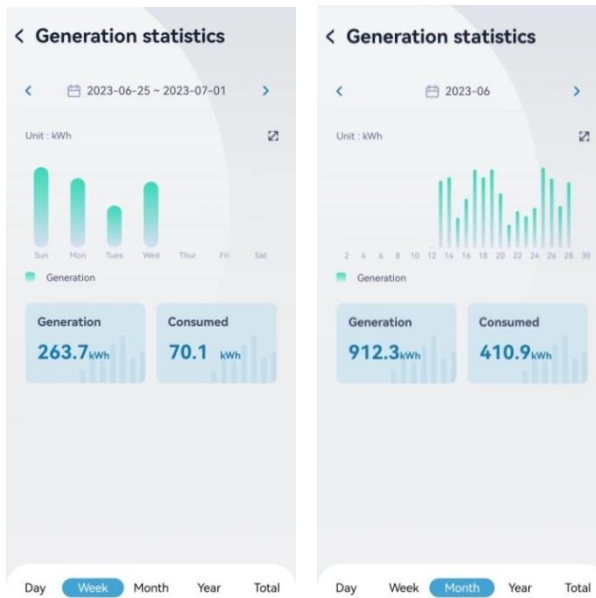 Generation statistics
2023-06-25 ~ 2023-07-01
Unit : kWh
Sun Mon Tues Wed Thur Fri Sat
Generation
Generation Consumed
263.7kWh 70.1 kWh
Day Week Month Year Total
Generation statistics
2023-06
Unit : kWh
2 4 6 8 10 12 14 16 18 20 22 24 26 28 30
Generation
Generation Consumed
912.3kWh 410.9kWh
Day Week Month Year Total